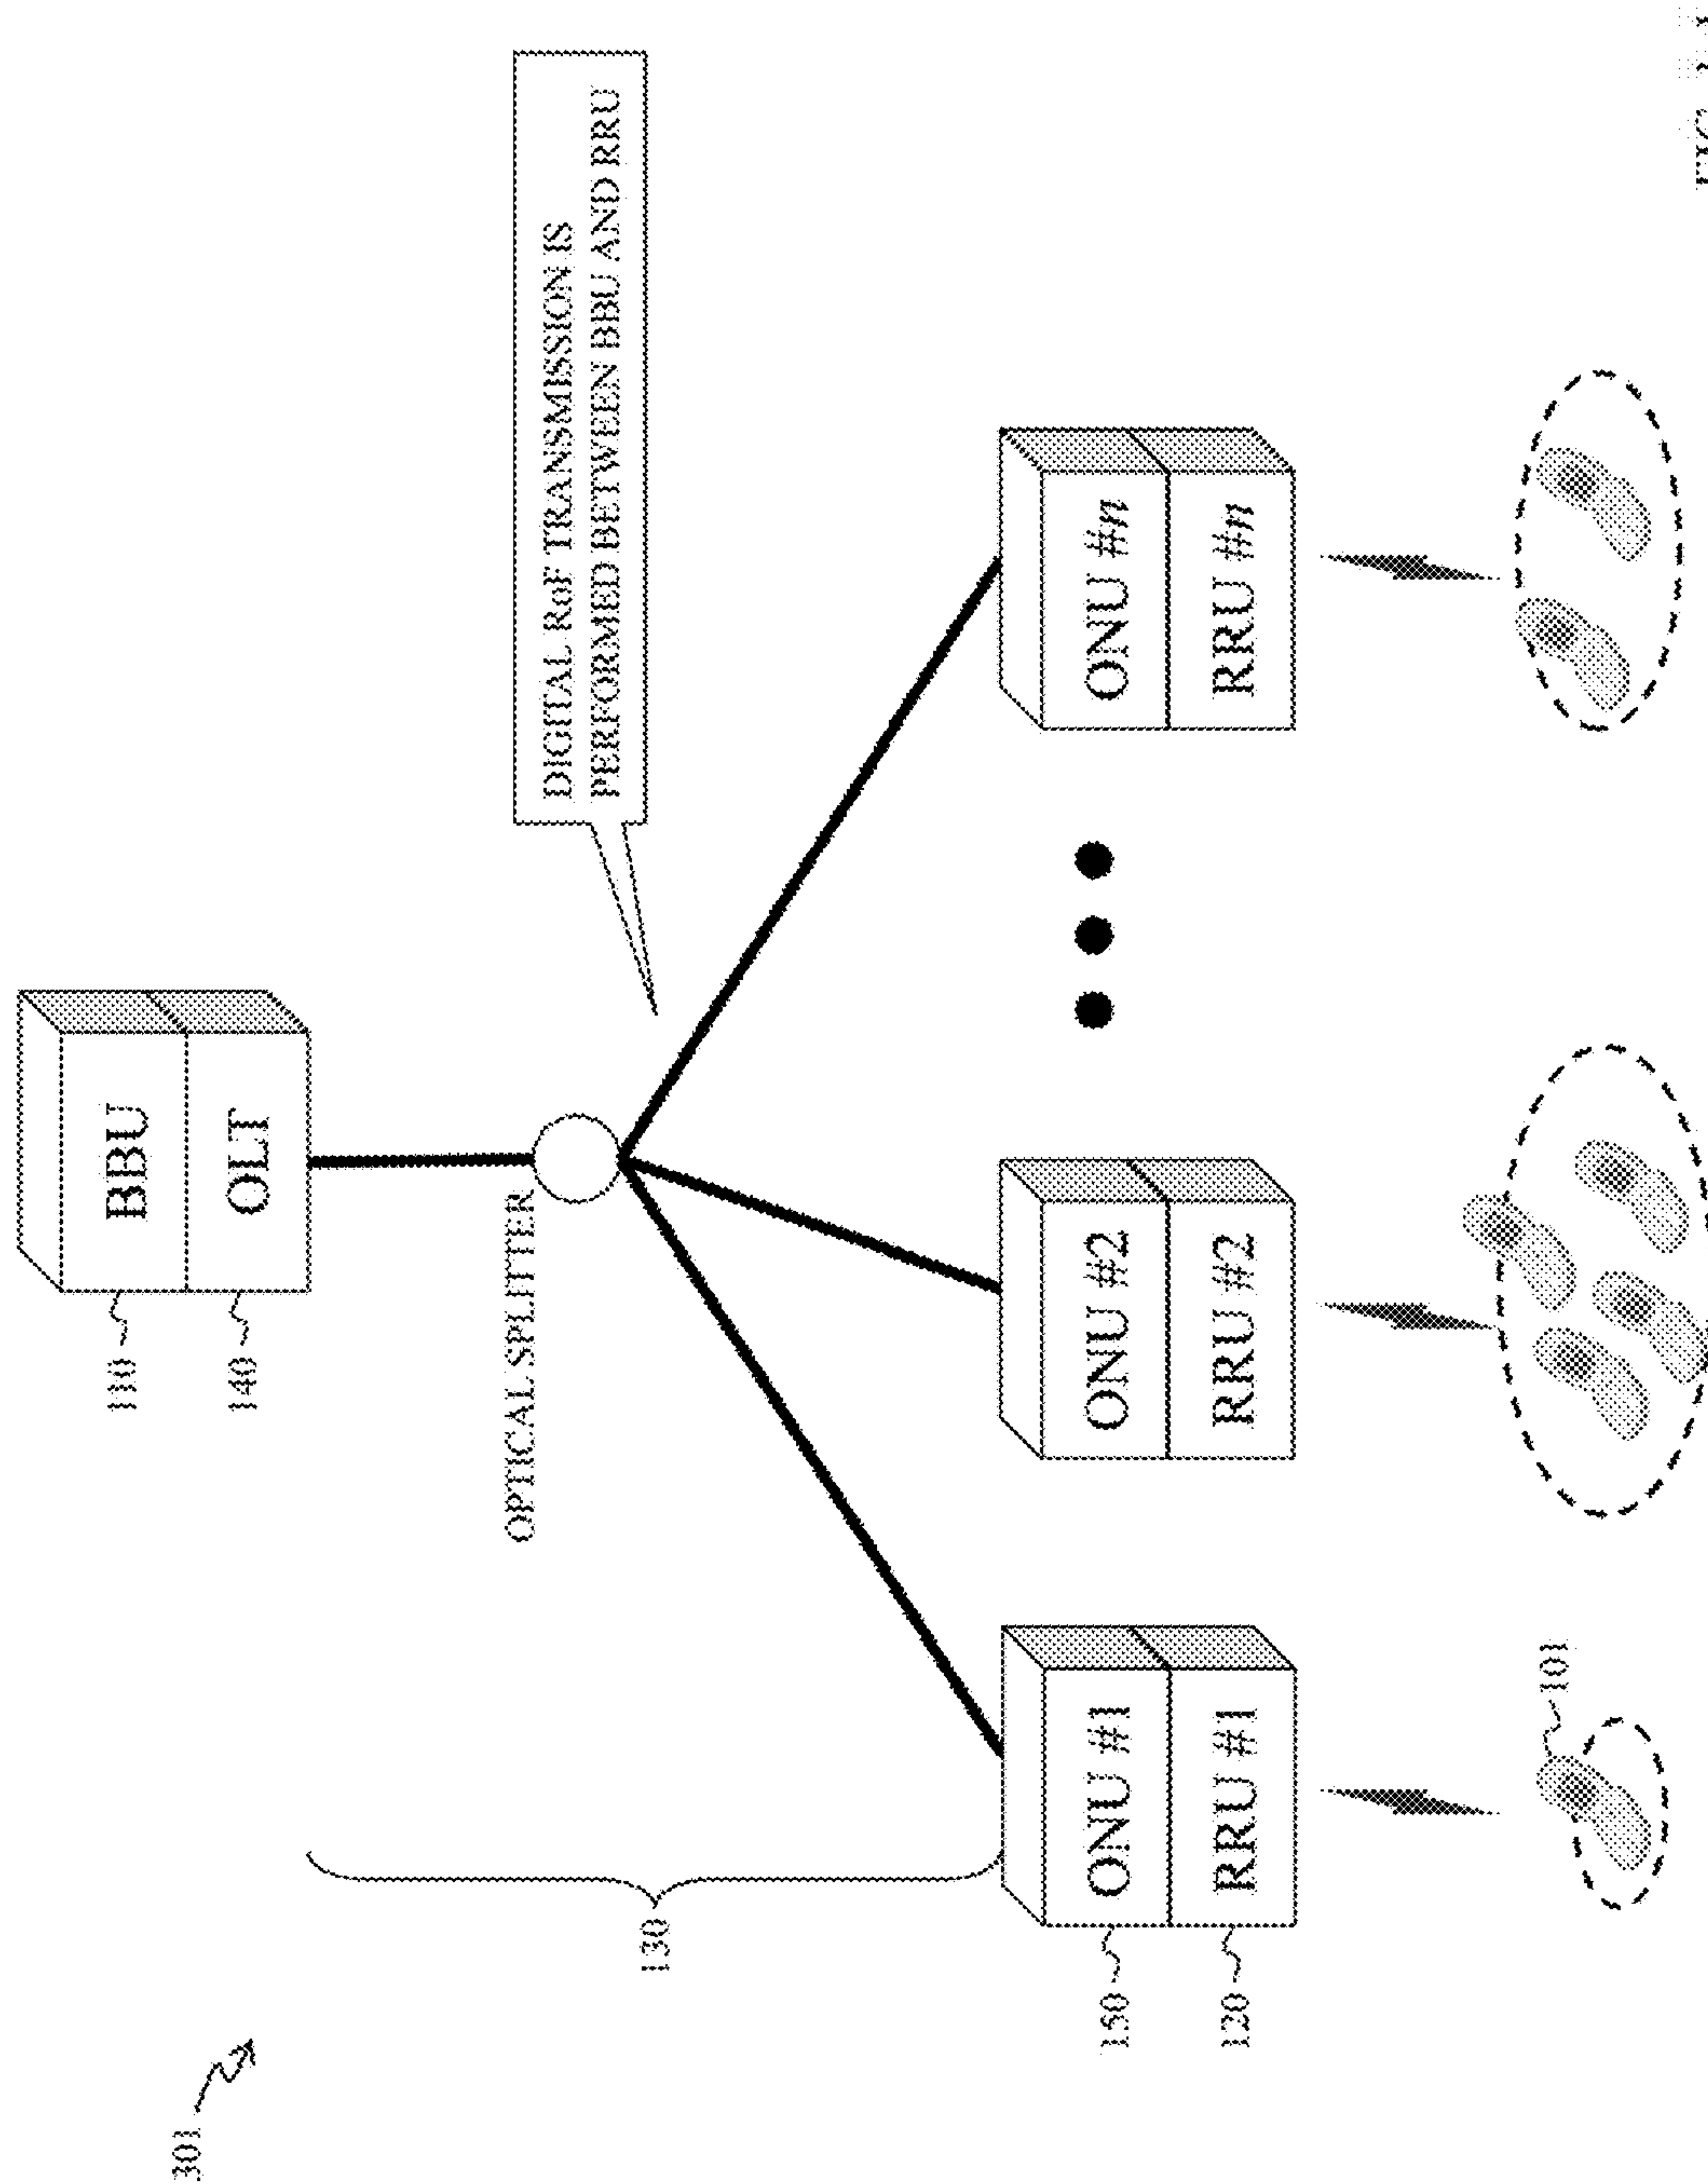 301
110
BBU
140
OLT
OPTICAL SPLITTER
DIGITAL RoF TRANSMISSION IS
PERFORMED BETWEEN BBU AND RRU
130
150
ONU #1
ONU #2
ONU #n
120
RRU #1
RRU #2
RRU #n
101